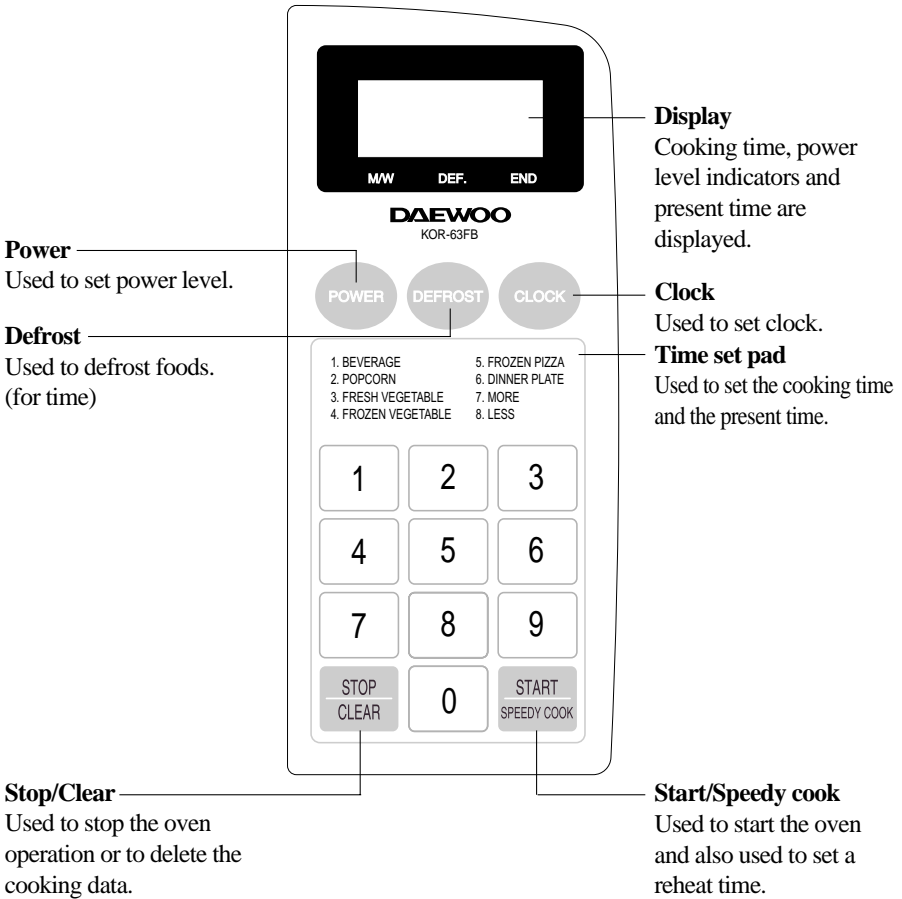 M/W DEF. END
DAEWOO
KOR-63FB
Display
Cooking time, power
level indicators and
present time are
displayed.
Power
Used to set power level.
POWER DEFROST CLOCK
Clock
Used to set clock.
Defrost
Used to defrost foods.
(for time)
Time set pad
Used to set the cooking time
and the present time.
1. BEVERAGE
2. POPCORN
3. FRESH VEGETABLE
4. FROZEN VEGETABLE
5. FROZEN PIZZA
6. DINNER PLATE
7. MORE
8. LESS
1 2 3
4 5 6
7 8 9
STOP
CLEAR
0
START
SPEEDY COOK
Stop/Clear
Used to stop the oven
operation or to delete the
cooking data.
Start/Speedy cook
Used to start the oven
and also used to set a
reheat time.